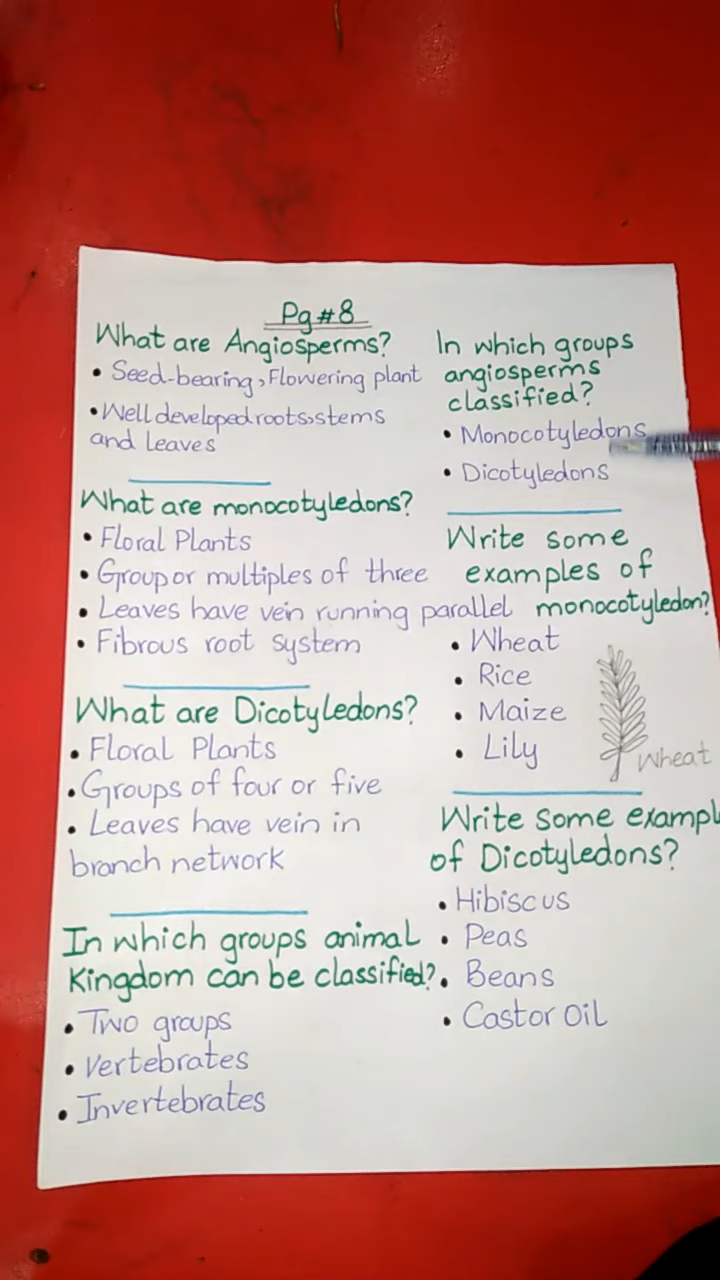 Pg#8
What are Angiosperms?
• Seed-bearing, Flowering plant
• Well developed roots, stems
and leaves
What are monocotyledons?
• Floral Plants
• Group or multiples of three
• Leaves have vein running parallel
• Fibrous root system
What are Dicotyledons?
• Floral Plants
• Groups of four or five
• Leaves have vein in
branch network
In which groups animal
Kingdom can be classified?
• Two groups
• Vertebrates
• Invertebrates
In which groups
angiosperms
classified?
• Monocotyledons
• Dicotyledons
Write some
examples of
monocotyledon?
• Wheat
• Rice
• Maize
• Lily
Wheat
Write some exampl
of Dicotyledons?
• Hibiscus
• Peas
• Beans
• Castor Oil